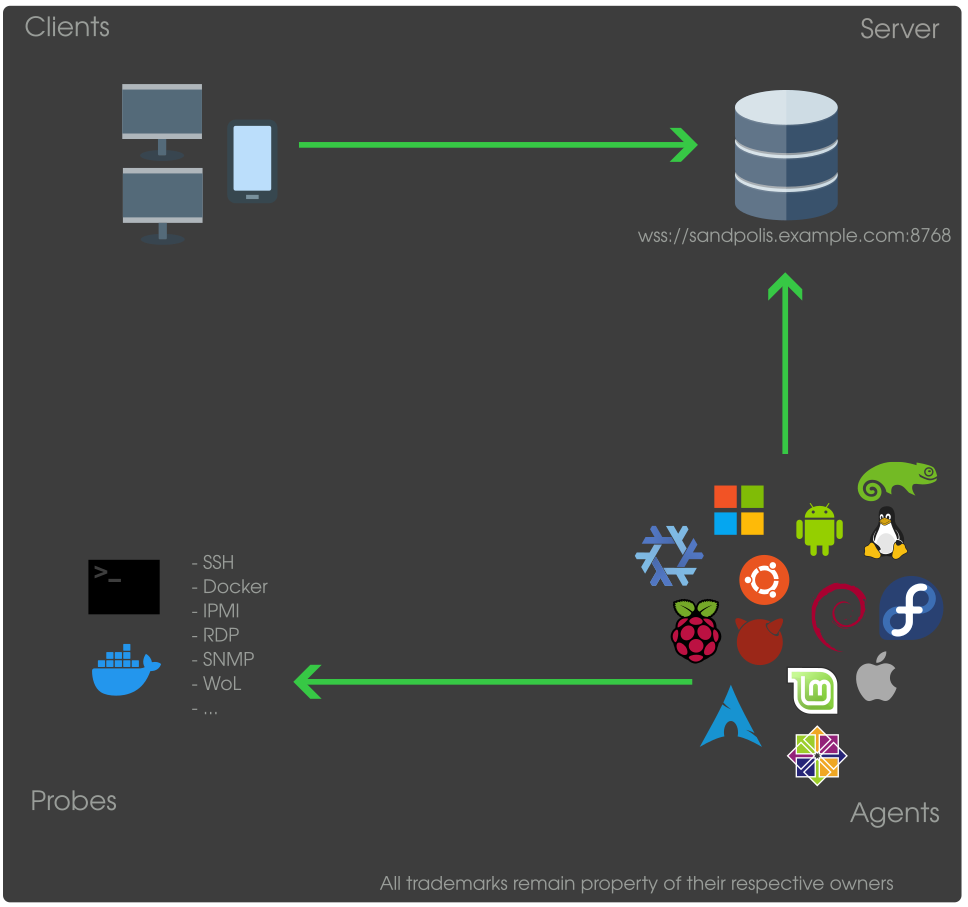 Clients
Server
wss://sandpolis.example.com:8768
>_
- SSH
- Docker
- IPMI
- RDP
- SNMP
- WoL
- ...
Probes
Agents
All trademarks remain property of their respective owners